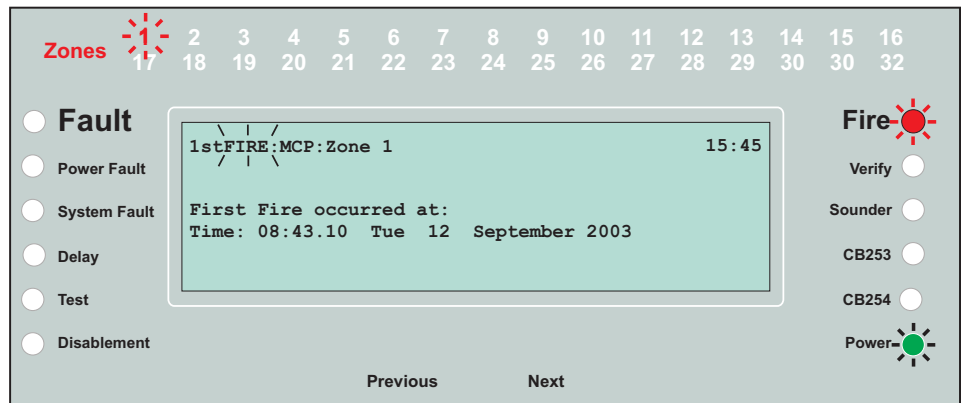 Zones 1 2 3 4 5 6 7 8 9 10 11 12 13 14 15 16
17 18 19 20 21 22 23 24 25 26 27 28 29 30 30 32
Fault
Fire
1stFIRE:MCP:Zone 1 15:45
Power Fault
Verify
First Fire occurred at:
System Fault
Sounder
Time: 08:43.10 Tue 12 September 2003
Delay
CB253
Test
CB254
Disablement
Power
Previous Next